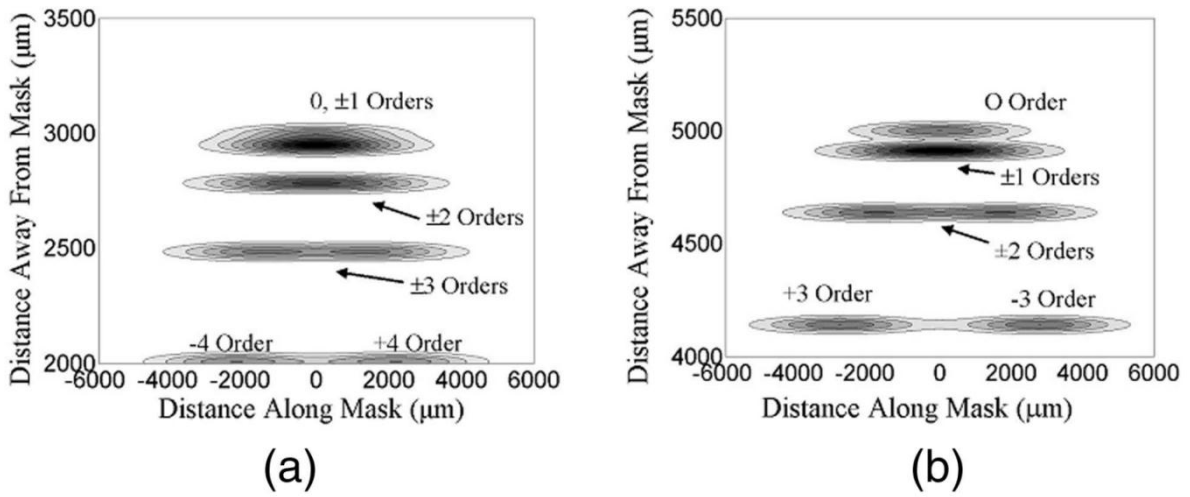 Distance Away From Mask (μm)
3500
3000
2500
2000
0, ±1 Orders
±2 Orders
±3 Orders
-4 Order
+4 Order
-6000 -4000 -2000 0 2000 4000 6000
Distance Along Mask (μm)
(a)
Distance Away From Mask (μm)
5500
5000
4500
4000
O Order
±1 Orders
±2 Orders
+3 Order
-3 Order
-6000 -4000 -2000 0 2000 4000 6000
Distance Along Mask (μm)
(b)